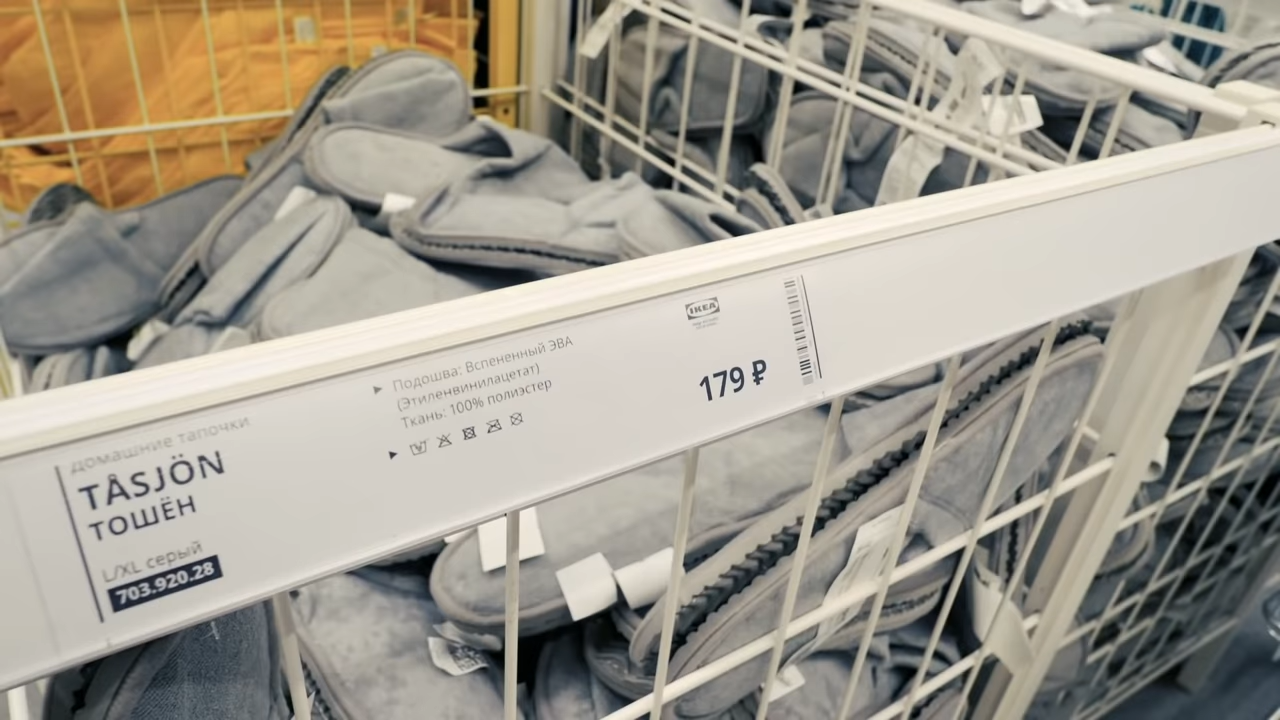 домашние тапочки
TÅSJÖN
ТОШЁН
L/XL серый
703.920.28
Подошва: Вспененный ЭВА
(Этиленвинилацетат)
Ткань: 100% полиэстер
IKEA
179 ₽